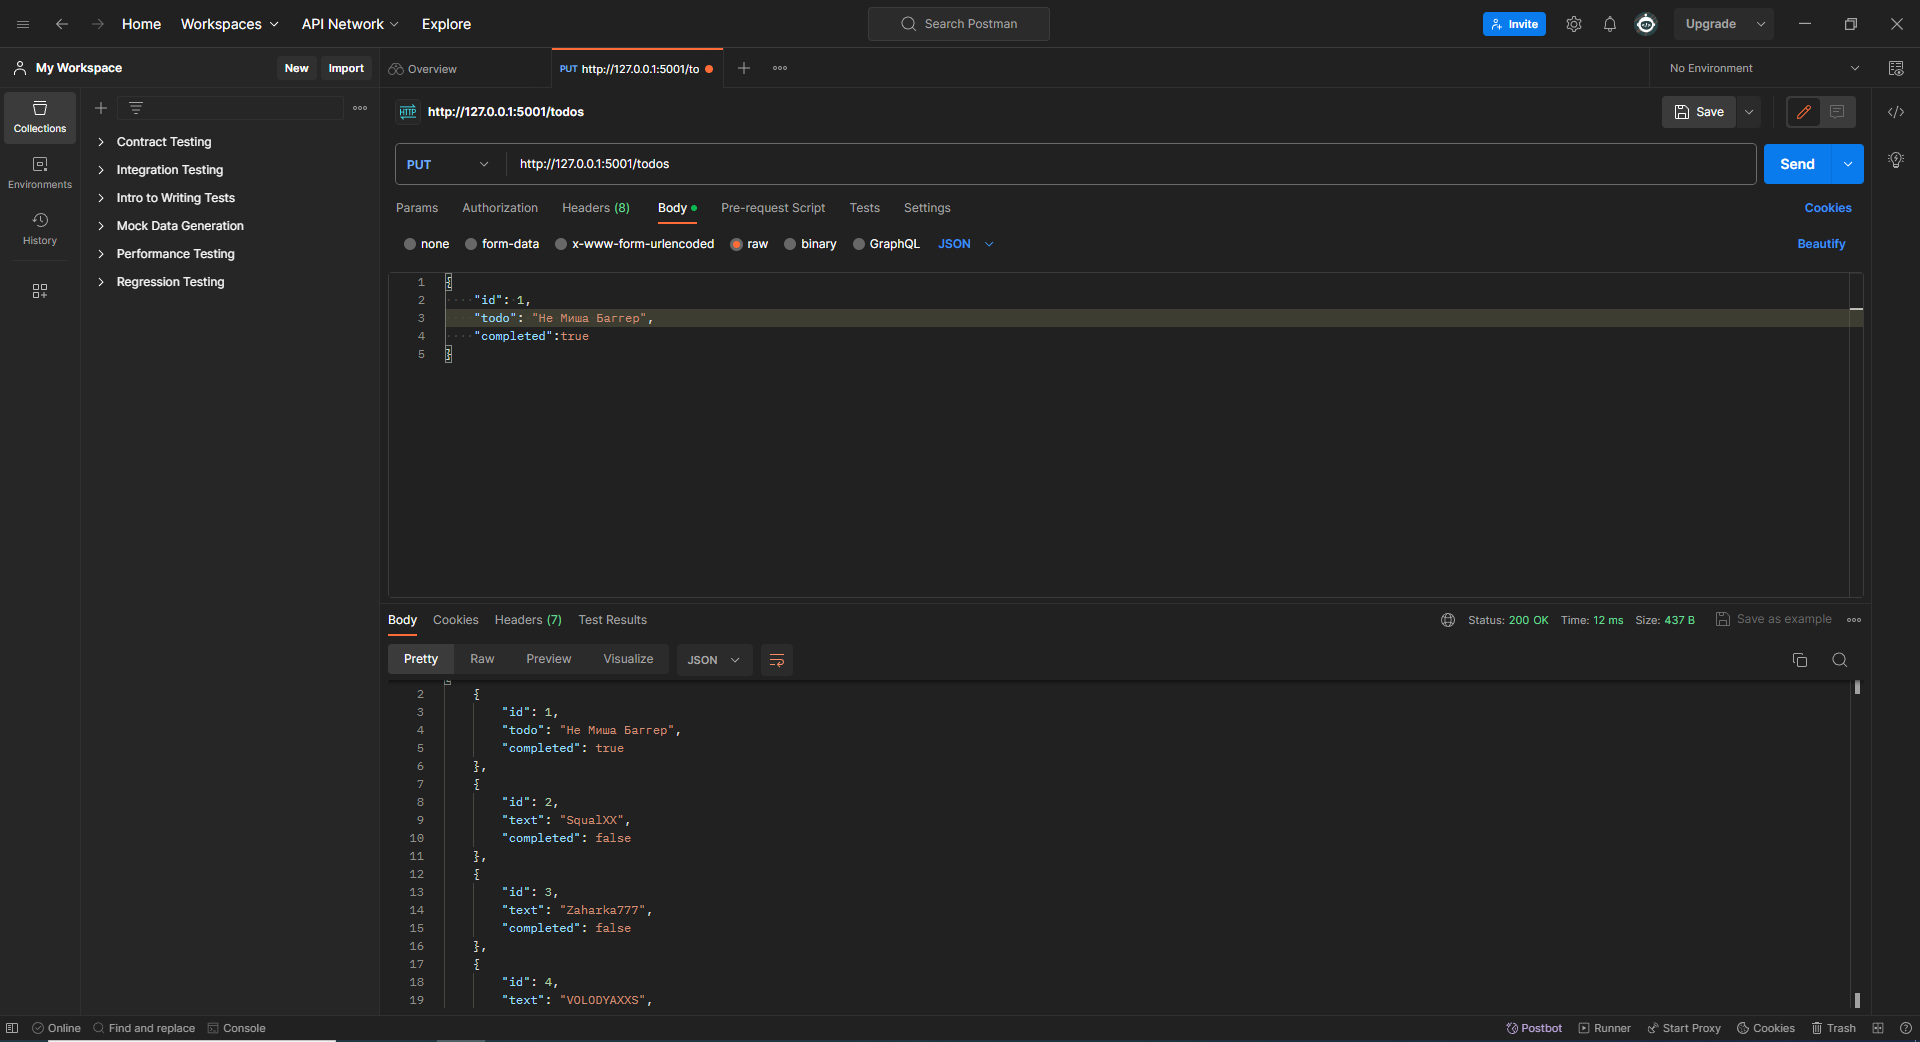 Home Workspaces API Network Explore Search Postman Invite Upgrade
My Workspace New Import Overview PUT http://127.0.0.1:5001/to No Environment
HTTP http://127.0.0.1:5001/todos Save
Collections
Environments
History
Contract Testing
Integration Testing
Intro to Writing Tests
Mock Data Generation
Performance Testing
Regression Testing
PUT http://127.0.0.1:5001/todos Send
Params Authorization Headers (8) Body Pre-request Script Tests Settings Cookies
none form-data x-www-form-urlencoded raw binary GraphQL JSON Beautify
1 {
2 "id": 1,
3 "todo": "Не Миша Баггер",
4 "completed":true
5 }
Body Cookies Headers (7) Test Results Status: 200 OK Time: 12 ms Size: 437 B Save as example
Pretty Raw Preview Visualize JSON
2 {
3 "id": 1,
4 "todo": "Не Миша Баггер",
5 "completed": true
6 },
7 {
8 "id": 2,
9 "text": "SqualXX",
10 "completed": false
11 },
12 {
13 "id": 3,
14 "text": "Zaharka777",
15 "completed": false
16 },
17 {
18 "id": 4,
19 "text": "VOLODYAXXS",
Online Find and replace Console Postbot Runner Start Proxy Cookies Trash